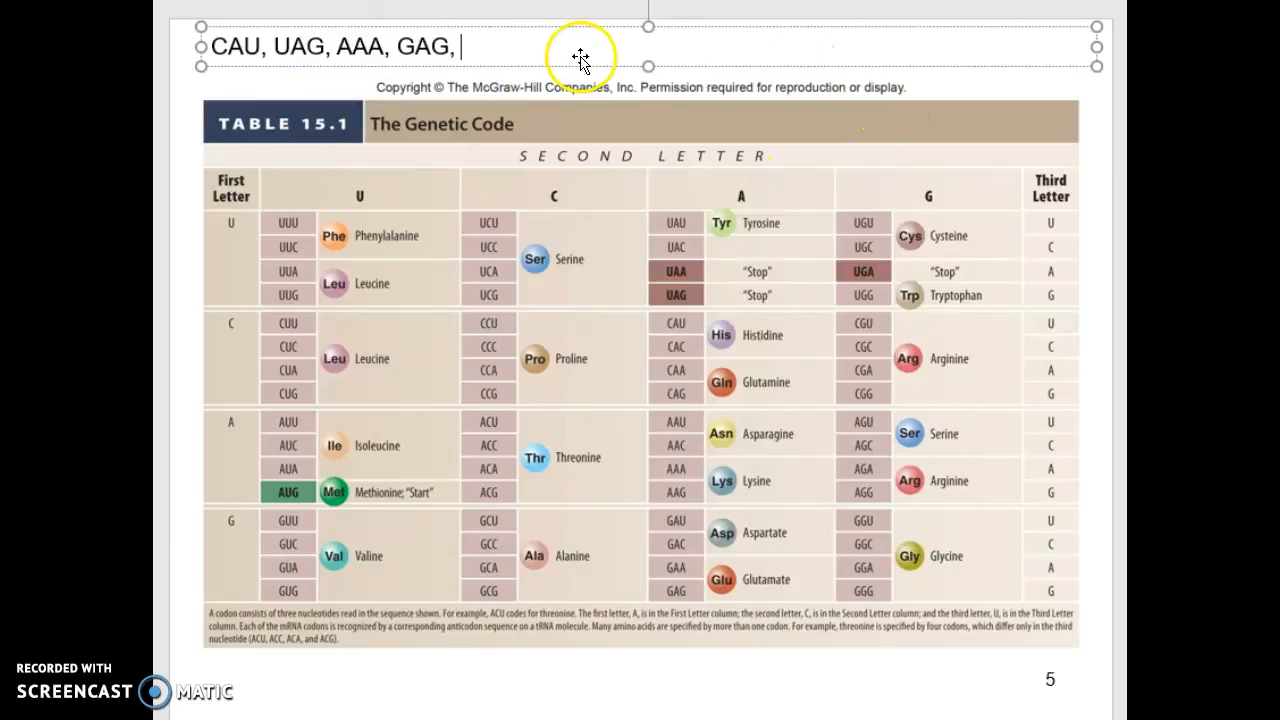 CAU, UAG, AAA, GAG,
Copyright © The McGraw-Hill Companies, Inc. Permission required for reproduction or display.
TABLE 15.1 The Genetic Code
SECOND LETTER
First Letter U C A G Third Letter
U UUU Phe Phenylalanine UCU Ser Serine UAU Tyr Tyrosine UGU Cys Cysteine U
UUC UCC UAC UGC C
UUA Leu Leucine UCA UAA "Stop" UGA "Stop" A
UUG UCG UAG "Stop" UGG Trp Tryptophan G
C CUU Leu Leucine CCU Pro Proline CAU His Histidine CGU Arg Arginine U
CUC CCC CAC CGC C
CUA CCA CAA Gln Glutamine CGA A
CUG CCG CAG CGG G
A AUU Ile Isoleucine ACU Thr Threonine AAU Asn Asparagine AGU Ser Serine U
AUC ACC AAC AGC C
AUA ACA AAA Lys Lysine AGA Arg Arginine A
AUG Met Methionine; "Start" ACG AAG AGG G
G GUU Val Valine GCU Ala Alanine GAU Asp Aspartate GGU Gly Glycine U
GUC GCC GAC GGC C
GUA GCA GAA Glu Glutamate GGA A
GUG GCG GAG GGG G
A codon consists of three nucleotides read in the sequence shown. For example, ACU codes for threonine. The first letter, A, is in the First Letter column; the second letter, C, is in the Second Letter column; and the third letter, U, is in the Third Letter
column. Each of the mRNA codons is recognized by a corresponding anticodon sequence on a tRNA molecule. Many amino acids are specified by more than one codon. For example, threonine is specified by four codons, which differ only in the third
nucleotide (ACU, ACC, ACA, and ACG).
5
RECORDED WITH
SCREENCAST MATIC